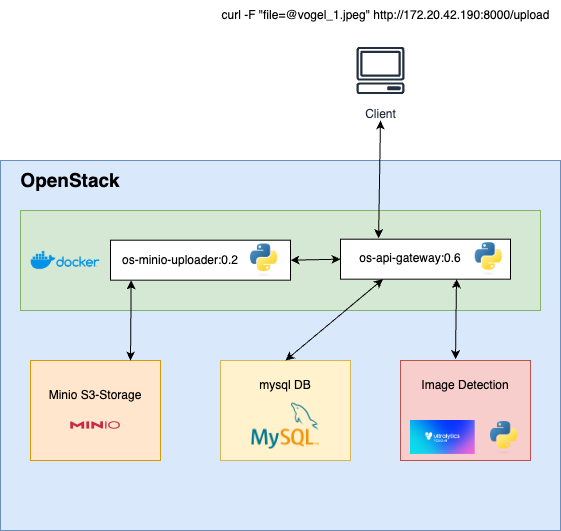 curl -F "file=@vogel_1.jpeg" http://172.20.42.190:8000/upload
Client
OpenStack
docker
os-minio-uploader:0.2
os-api-gateway:0.6
Minio S3-Storage
MINIO
mysql DB
MySQL
Image Detection
ultralytics